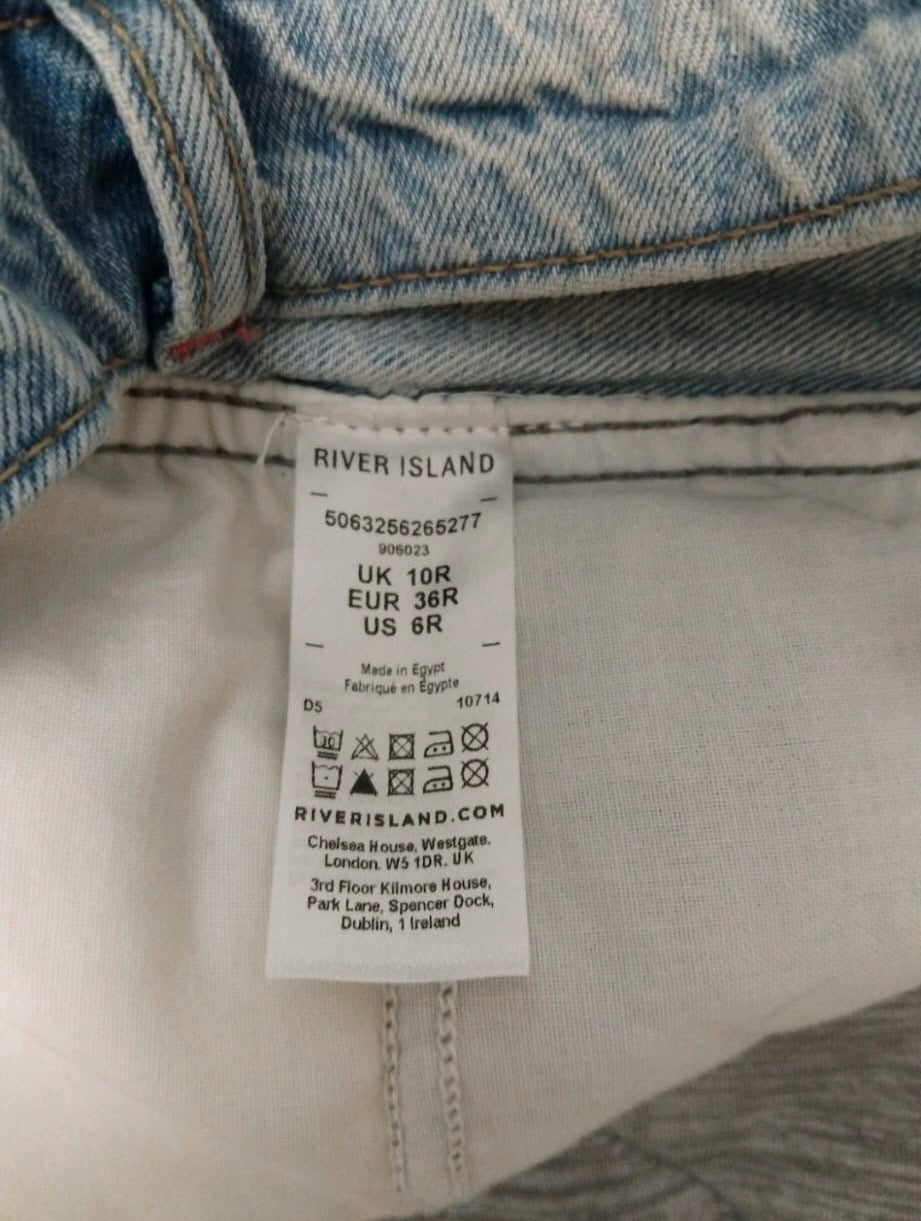 RIVER ISLAND
5063256265277
906023
UK 10R
EUR 36R
US 6R
Made in Egypt
Fabriqué en Égypte
D5 10714
30
RIVERISLAND.COM
Chelsea House, Westgate.
London. W5 1DR. UK
3rd Floor Kilmore House,
Park Lane, Spencer Dock,
Dublin, 1 Ireland